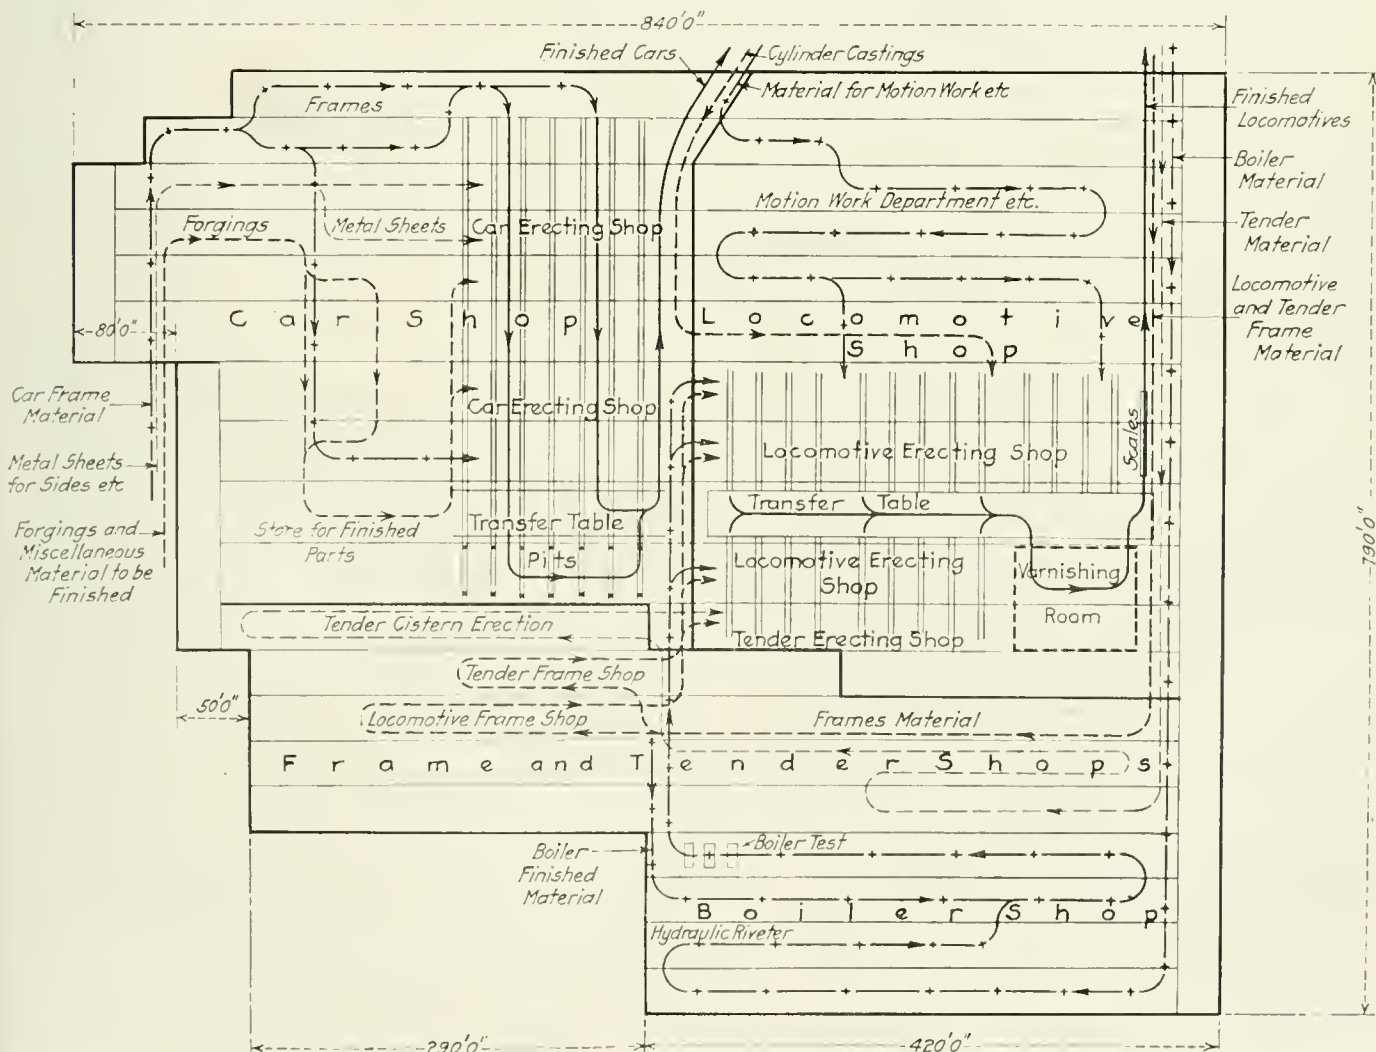 840'0"
Finished Cars
Cylinder Castings
Material for Motion Work etc
Frames
Finished
Locomotives
Boiler
Material
Tender
Material
Locomotive
and Tender
Frame
Material
Motion Work Department etc.
Forgings
Metal Sheets
Car Erecting Shop
Car Shop
80'0"
Locomotive
Shop
Car Frame
Material
Car Erecting Shop
Scales
Locomotive Erecting Shop
Metal Sheets
for Sides etc
Transfer Table
Store for Finished
Parts
Transfer Table
Pits
Forgings and
Miscellaneous
Material to be
Finished
Locomotive Erecting
Shop
Varnishing
Room
790'0"
Tender Cistern Erection
Tender Erecting Shop
Tender Frame Shop
50'0"
Locomotive Frame Shop
Frames Material
Frame and Tender Shops
Boiler Test
Boiler
Finished
Material
Boiler Shop
Hydraulic Riveter
290'0"
420'0"